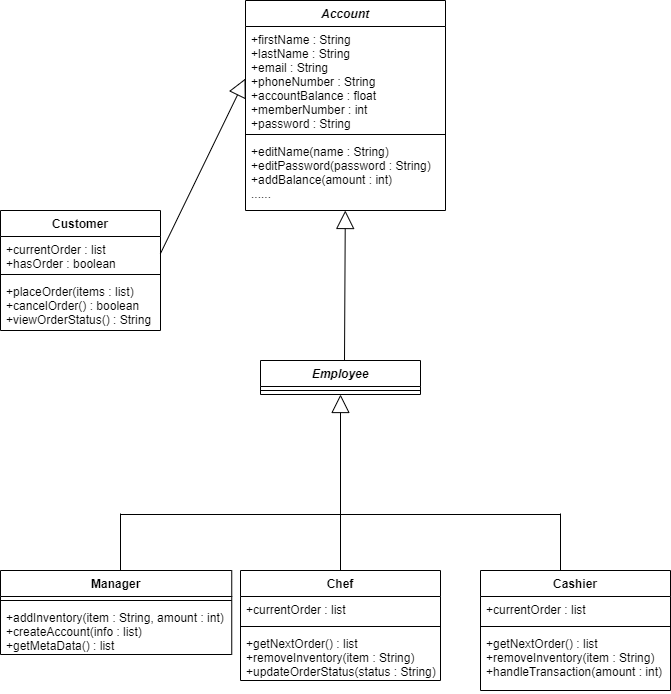 Account
+firstName : String
+lastName : String
+email : String
+phoneNumber : String
+accountBalance : float
+memberNumber : int
+password : String
+editName(name : String)
+editPassword(password : String)
+addBalance(amount : int)
......
Customer
+currentOrder : list
+hasOrder : boolean
+placeOrder(items : list)
+cancelOrder() : boolean
+viewOrderStatus() : String
Employee
Manager
+addInventory(item : String, amount : int)
+createAccount(info : list)
+getMetaData() : list
Chef
+currentOrder : list
+getNextOrder() : list
+removeInventory(item : String)
+updateOrderStatus(status : String)
Cashier
+currentOrder : list
+getNextOrder() : list
+removeInventory(item : String)
+handleTransaction(amount : int)